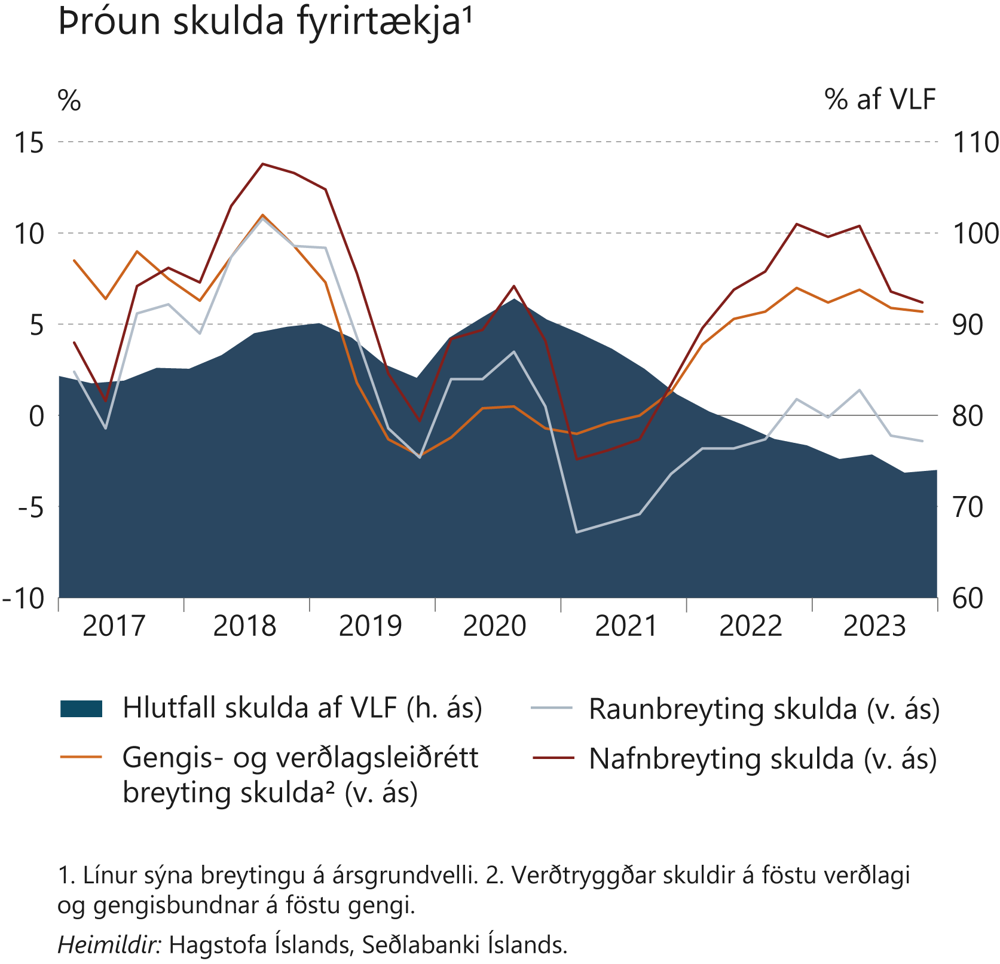 Þróun skulda fyrirtækja¹
%
% af VLF
15
110
10
100
5
90
0
80
-5
70
-10
60
2017
2018
2019
2020
2021
2022
2023
Hlutfall skulda af VLF (h. ás)
Raunbreyting skulda (v. ás)
Gengis- og verðlagsleiðrétt
breyting skulda² (v. ás)
Nafnbreyting skulda (v. ás)
1. Línur sýna breytingu á ársgrundvelli. 2. Verðtryggðar skuldir á föstu verðlagi
og gengisbundnar á föstu gengi.
Heimildir: Hagstofa Íslands, Seðlabanki Íslands.